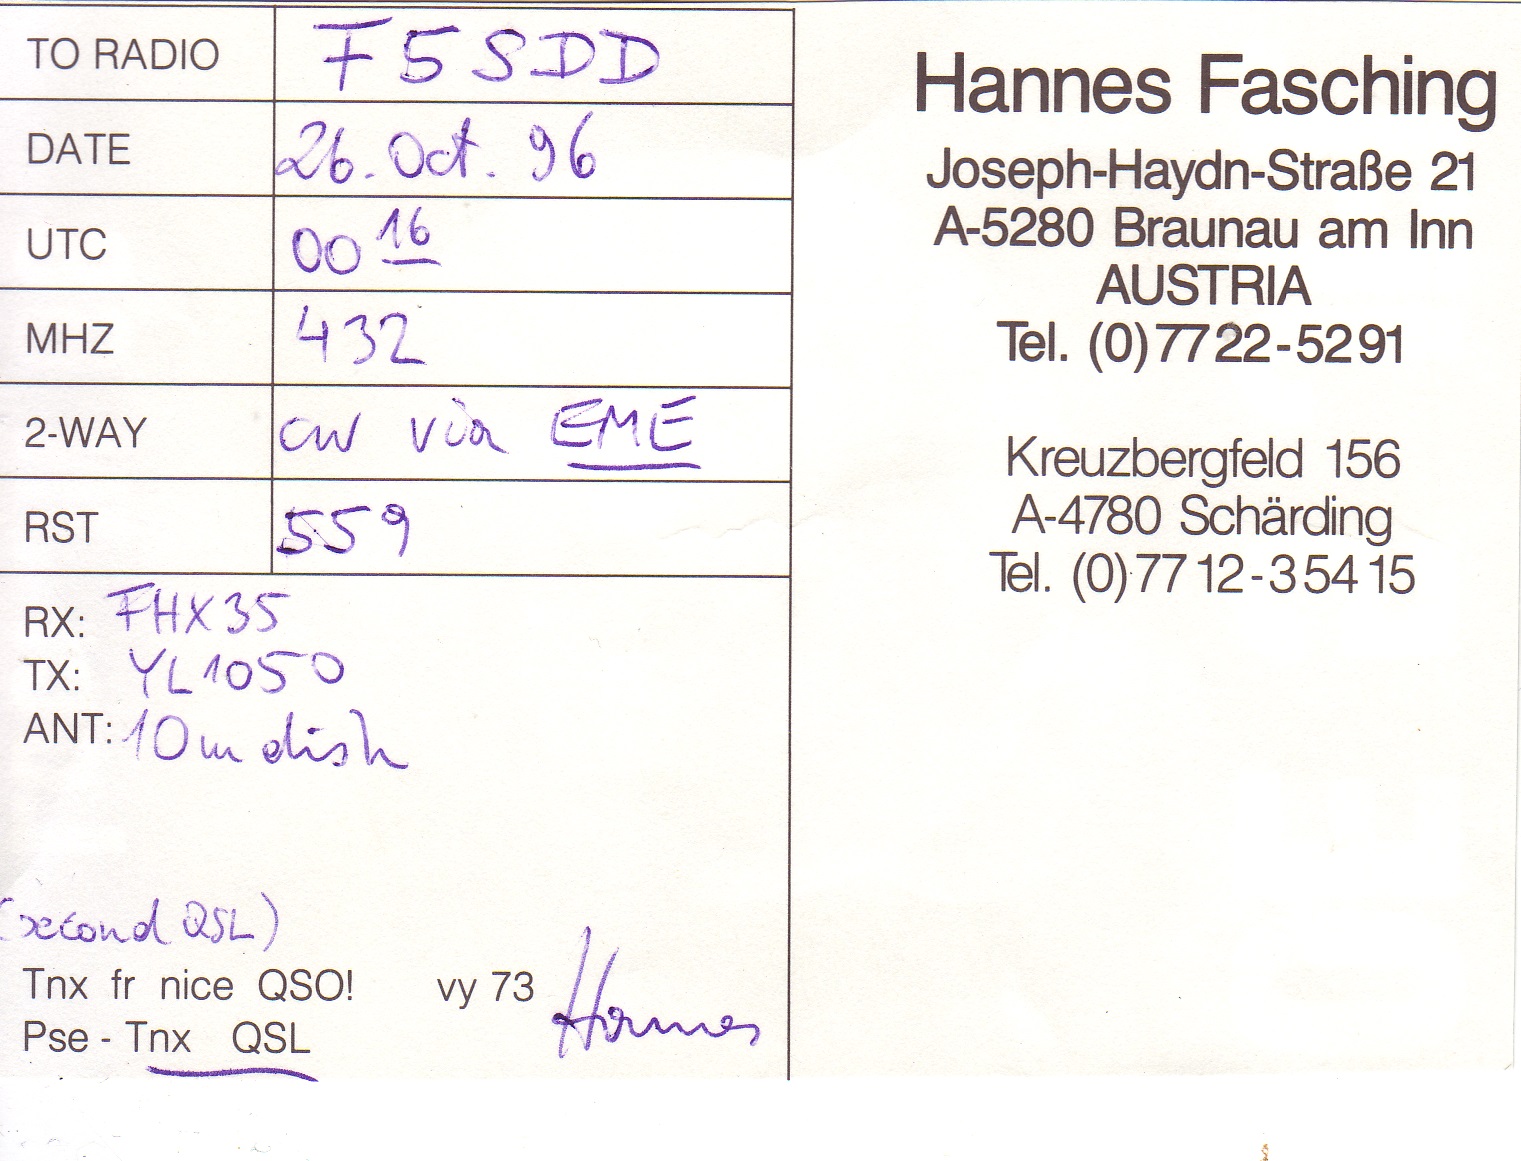 TO RADIO F5SDD
DATE 26. Oct. 96
UTC 00 16
MHZ 432
2-WAY cw via EME
RST 559
RX: FHX35
TX: YL1050
ANT: 10m dish
(second QSL)
Tnx fr nice QSO! vy 73 Hannes
Pse - Tnx QSL
Hannes Fasching
Joseph-Haydn-Straße 21
A-5280 Braunau am Inn
AUSTRIA
Tel. (0)7722-5291
Kreuzbergfeld 156
A-4780 Schärding
Tel. (0)7712-35415